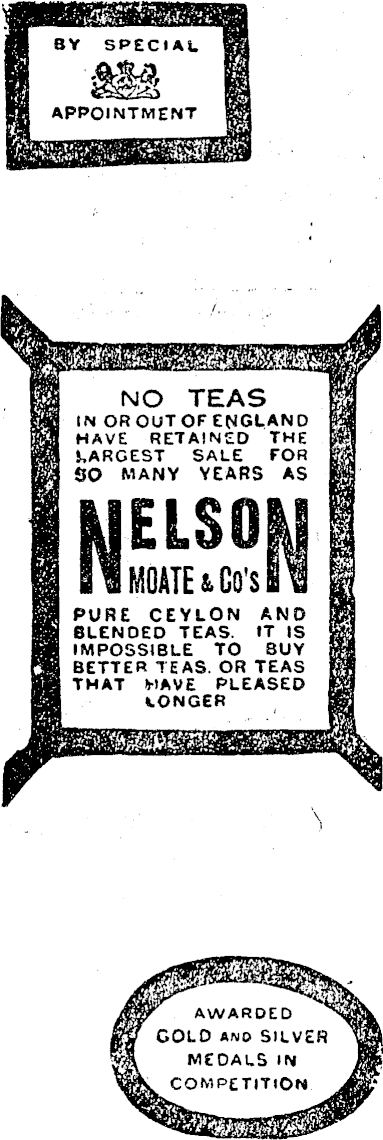 BY SPECIAL
APPOINTMENT
NO TEAS
IN OR OUT OF ENGLAND
HAVE RETAINED THE
LARGEST SALE FOR
SO MANY YEARS AS
NELSON
MOATE & Co's
PURE CEYLON AND
BLENDED TEAS. IT IS
IMPOSSIBLE TO BUY
BETTER TEAS, OR TEAS
THAT HAVE PLEASED
LONGER
AWARDED
GOLD AND SILVER
MEDALS IN
COMPETITION